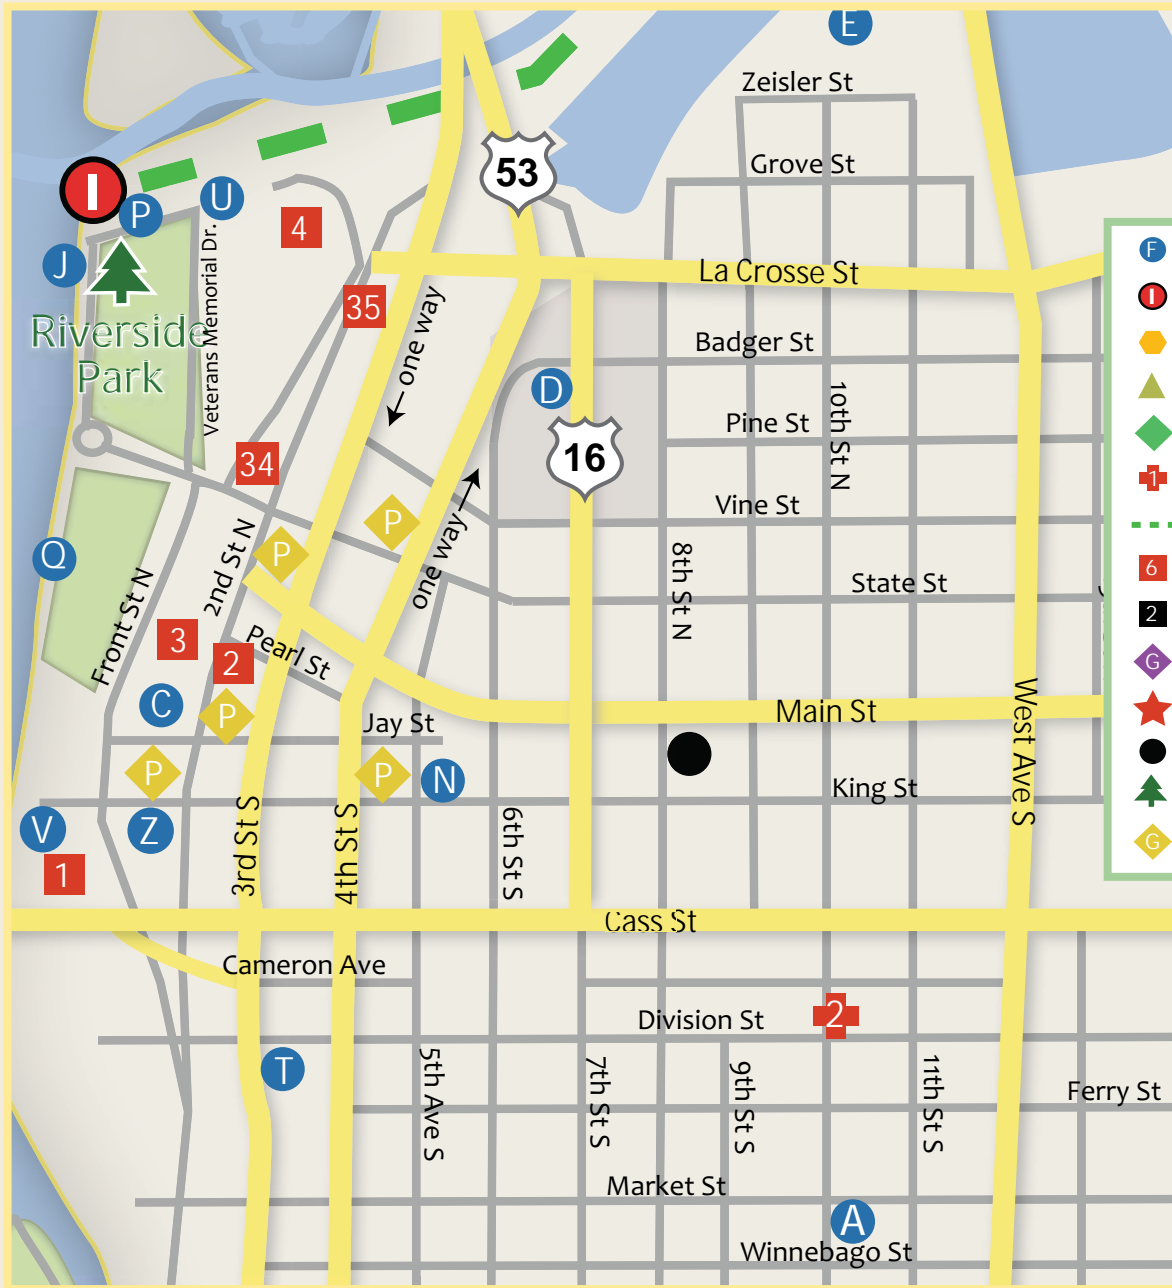 E
Zeisler St
Grove St
53
I
P
U
4
J
La Crosse St
35
one way
Riverside
Park
Veterans Memorial Dr.
Badger St
D
10th St N
Pine St
16
34
Vine St
P
P
one way
Q
2nd St N
8th St N
State St
Front St N
3
2
Pearl St
C
P
Jay St
Main St
West Ave S
P
P
N
King St
V
Z
3rd St S
4th St S
6th St S
1
Cass St
Cameron Ave
2
Division St
T
5th Ave S
7th St S
9th St S
11th St S
Ferry St
Market St
A
Winnebago St
F
I
1
6
2
G
G